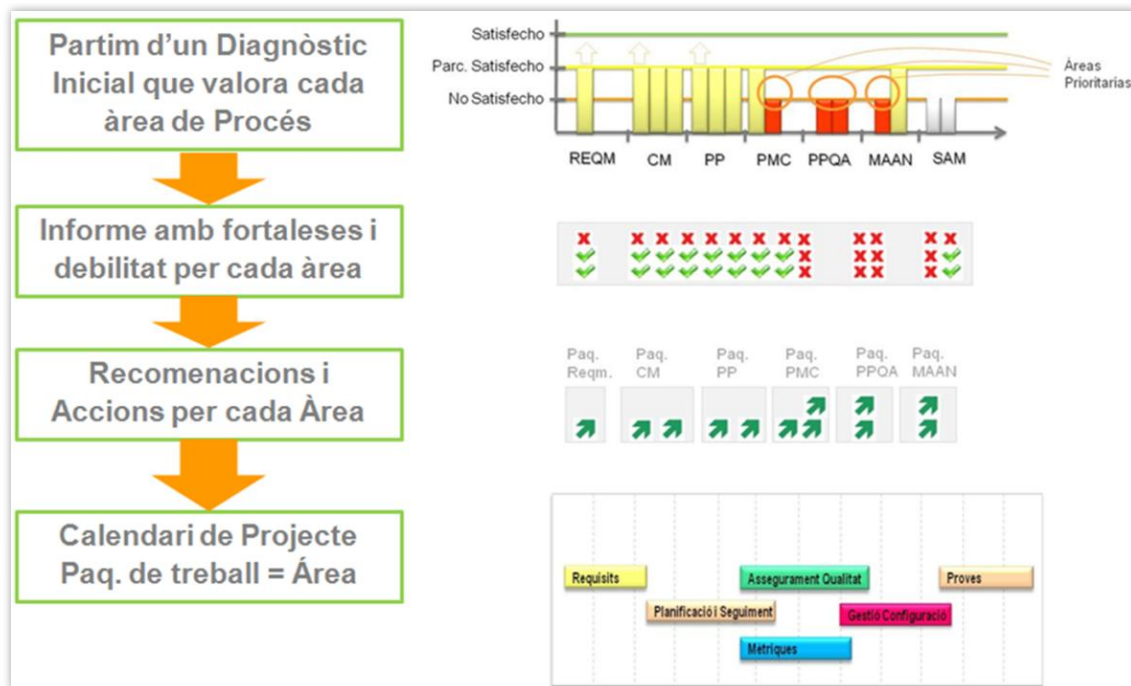 Partim d'un Diagnòstic
Inicial que valora cada
àrea de Procés
Satisfecho
Parc. Satisfecho
No Satisfecho
Áreas
Prioritarias
REQM CM PP PMC PPQA MAAN SAM
Informe amb fortaleses i
debilitat per cada àrea
Recomenacions i
Accions per cada Àrea
Paq. Paq. Paq. Paq. Paq. Paq.
Reqm. CM PP PMC PPQA MAAN
Calendari de Projecte
Paq. de treball = Área
Requisits Assegurament Qualitat Proves
Planificació i Seguiment Gestió Configuració
Mètriques